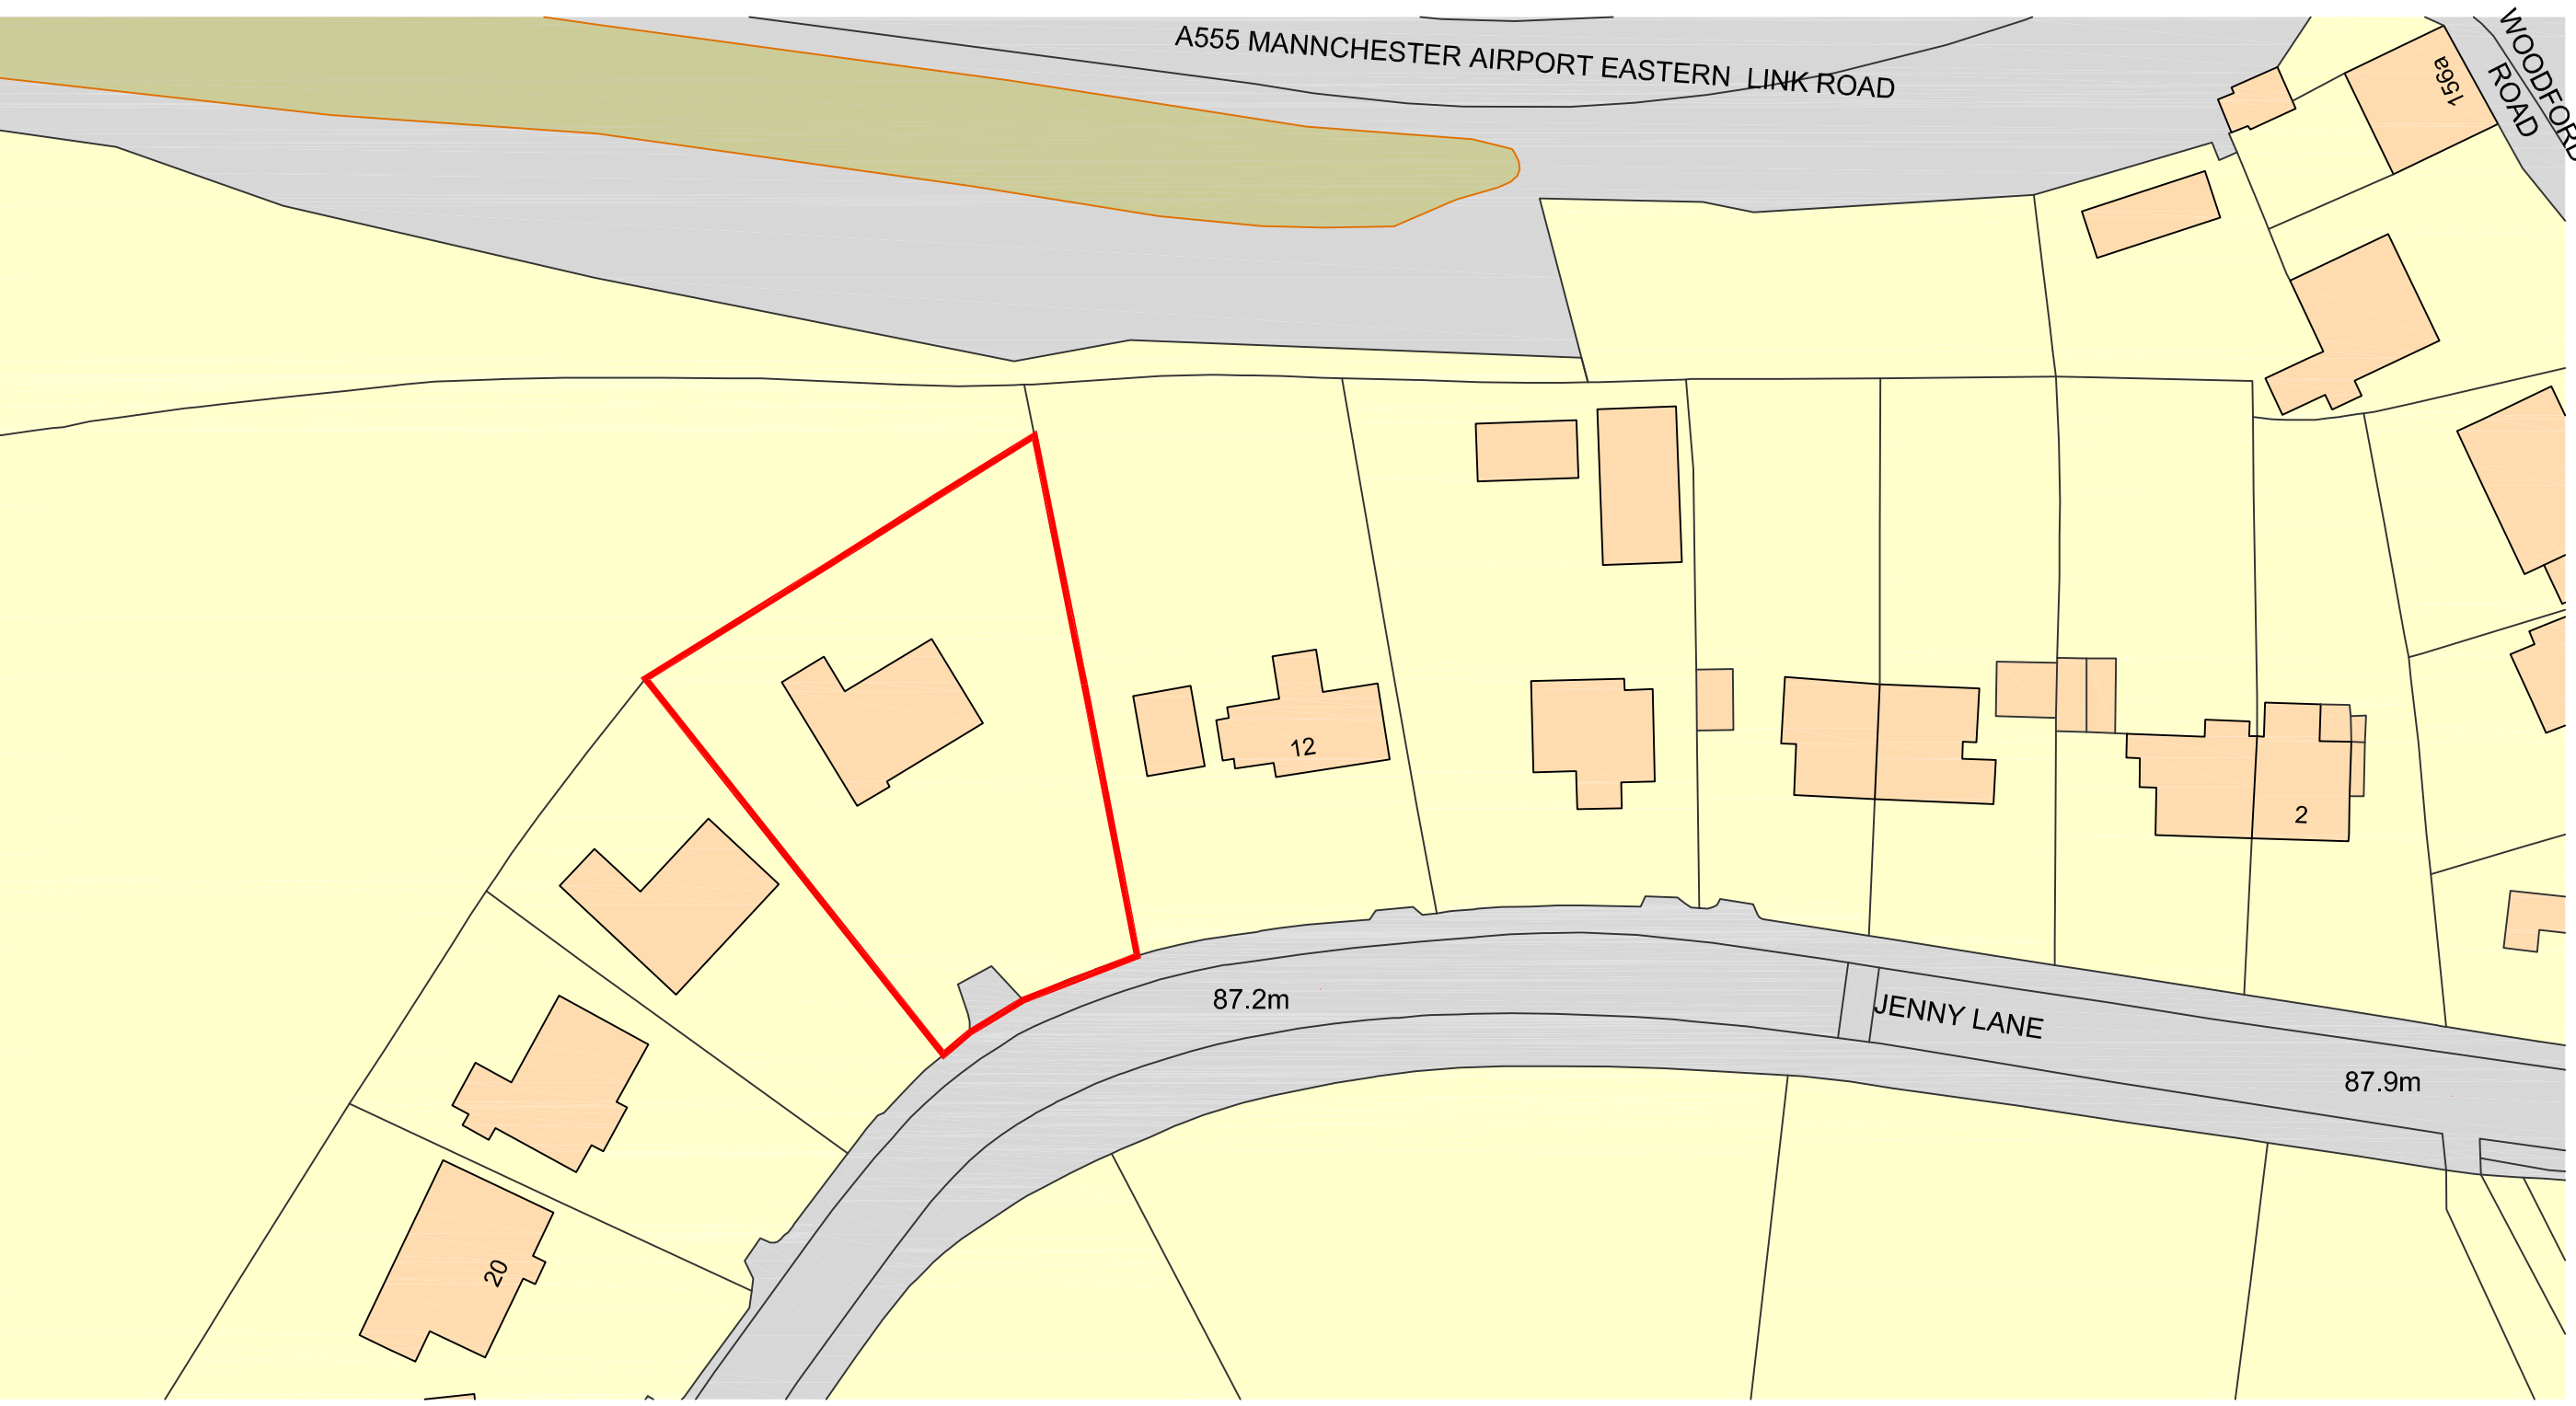 A555 MANNCHESTER AIRPORT EASTERN LINK ROAD
WOODFORD
ROAD
156a
12
2
87.2m
JENNY LANE
87.9m
20